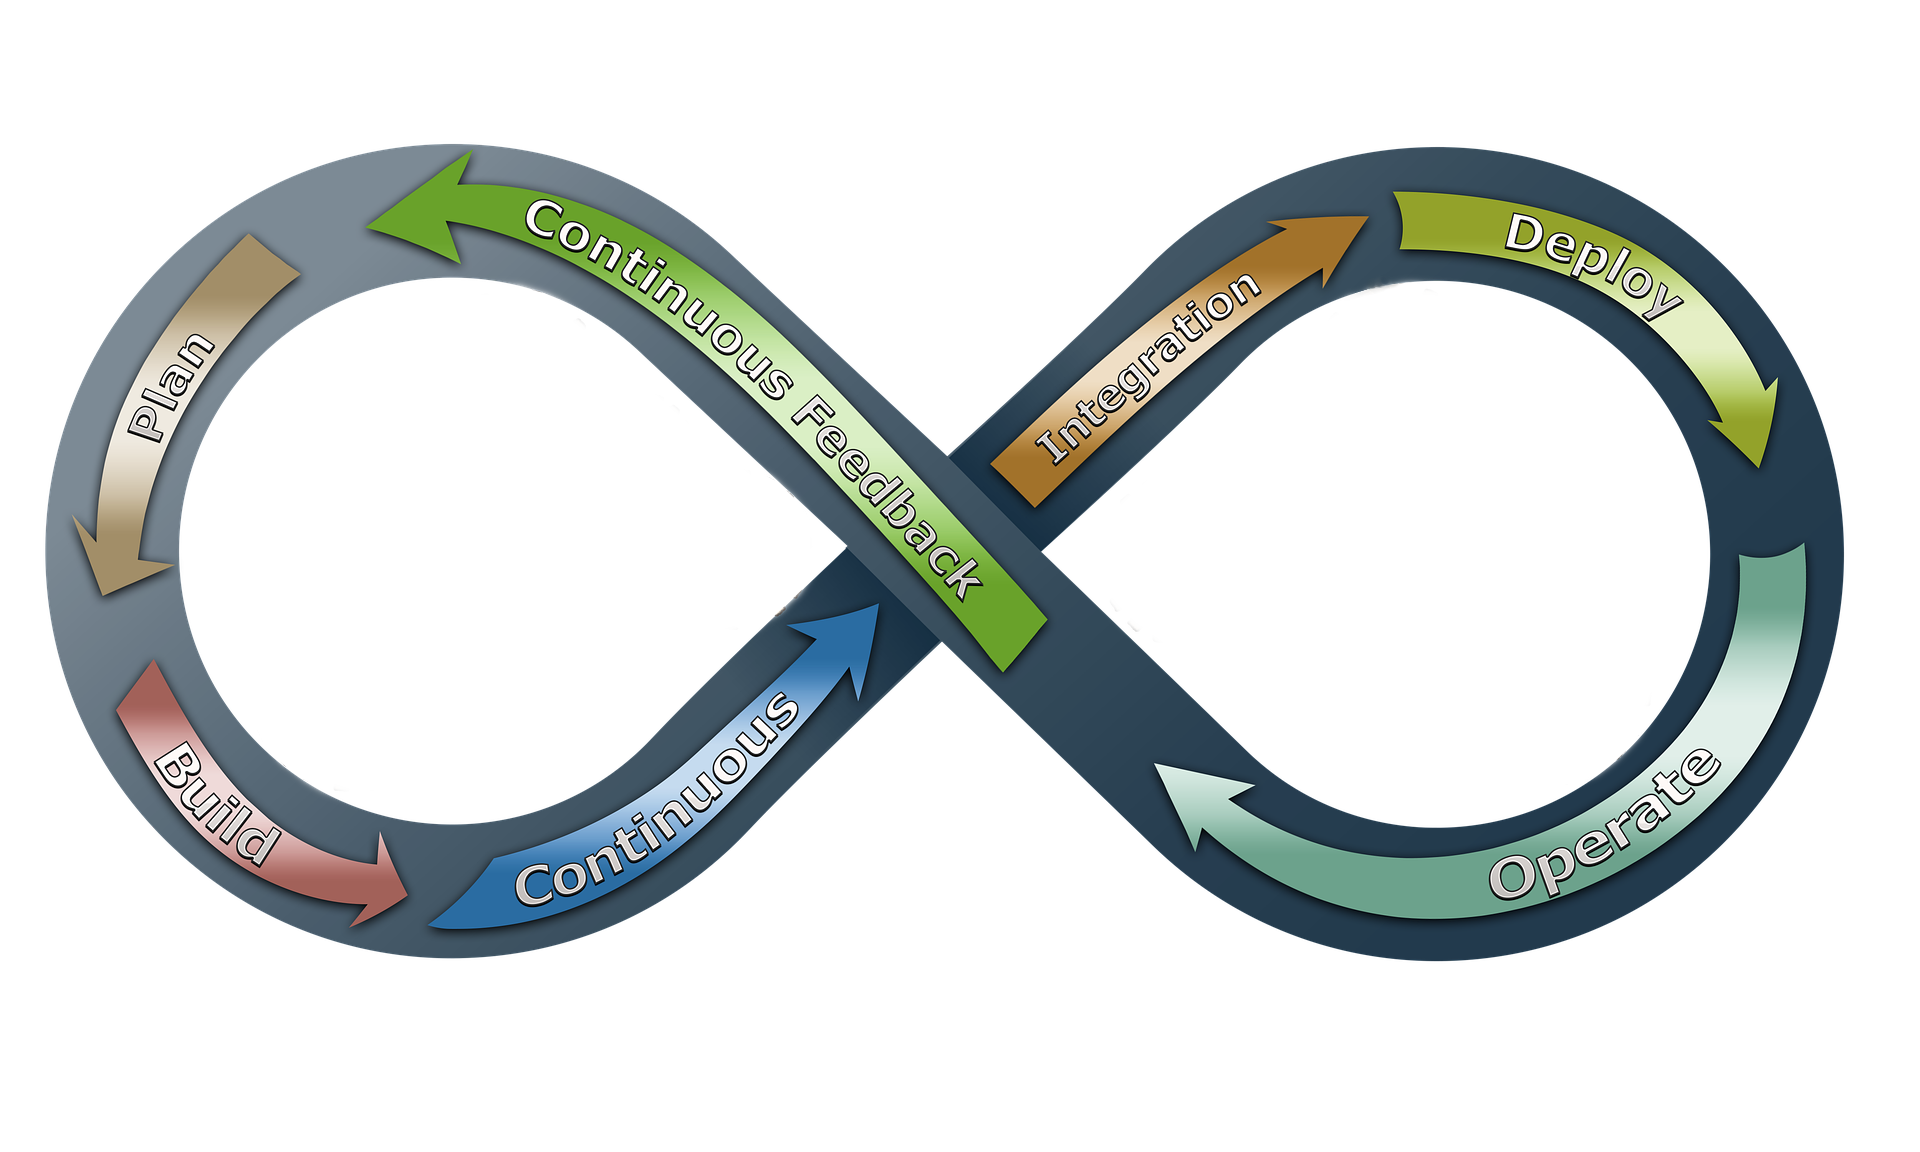 Plan
Build
Continuous
Integration
Deploy
Operate
Continuous Feedback